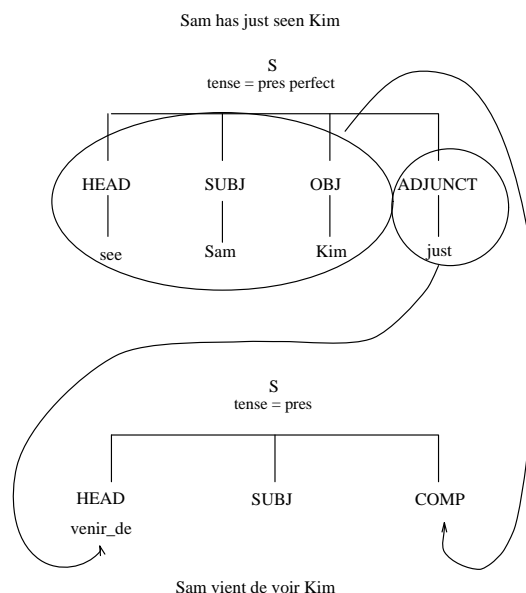 Sam has just seen Kim
S
tense = pres perfect
HEAD SUBJ OBJ ADJUNCT
see Sam Kim just
S
tense = pres
HEAD SUBJ COMP
venir_de
Sam vient de voir Kim